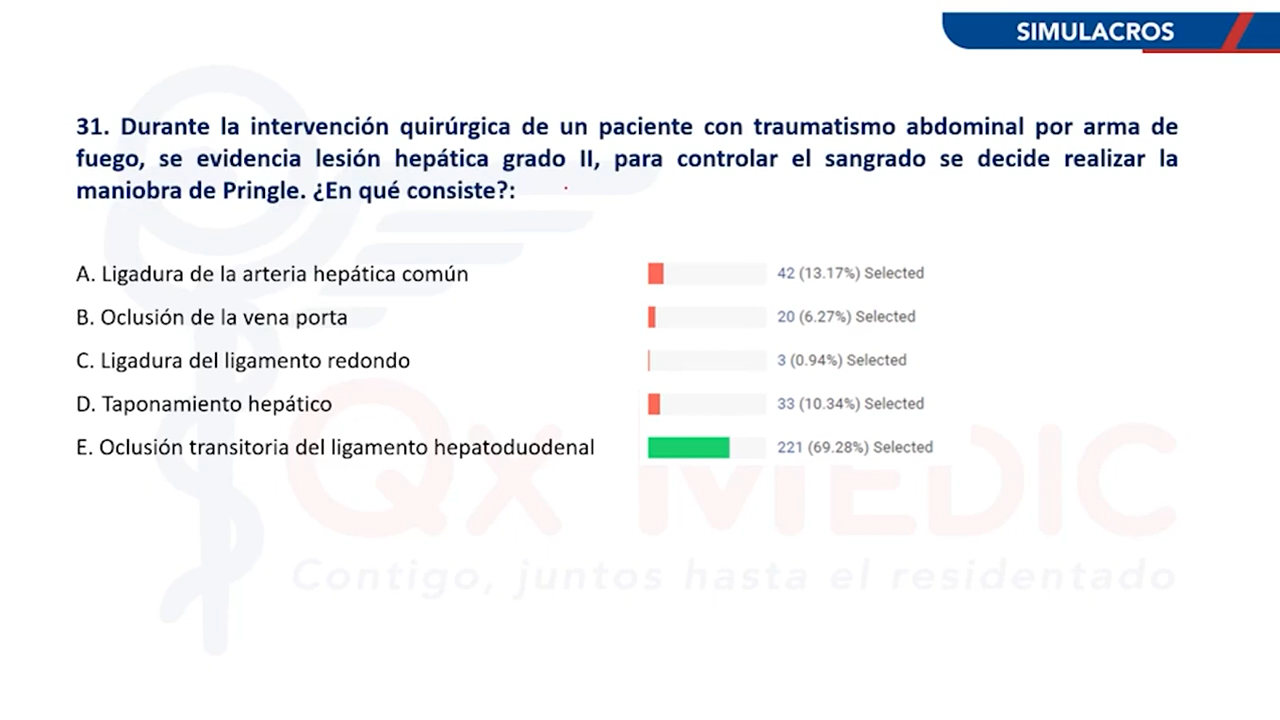 SIMULACROS
31. Durante la intervención quirúrgica de un paciente con traumatismo abdominal por arma de
fuego, se evidencia lesión hepática grado II, para controlar el sangrado se decide realizar la
maniobra de Pringle. ¿En qué consiste?:
A. Ligadura de la arteria hepática común 42 (13.17%) Selected
B. Oclusión de la vena porta 20 (6.27%) Selected
C. Ligadura del ligamento redondo 3 (0.94%) Selected
D. Taponamiento hepático 33 (10.34%) Selected
E. Oclusión transitoria del ligamento hepatoduodenal 221 (69.28%) Selected
Qx MEDIC
Contigo, juntos hasta el residentado